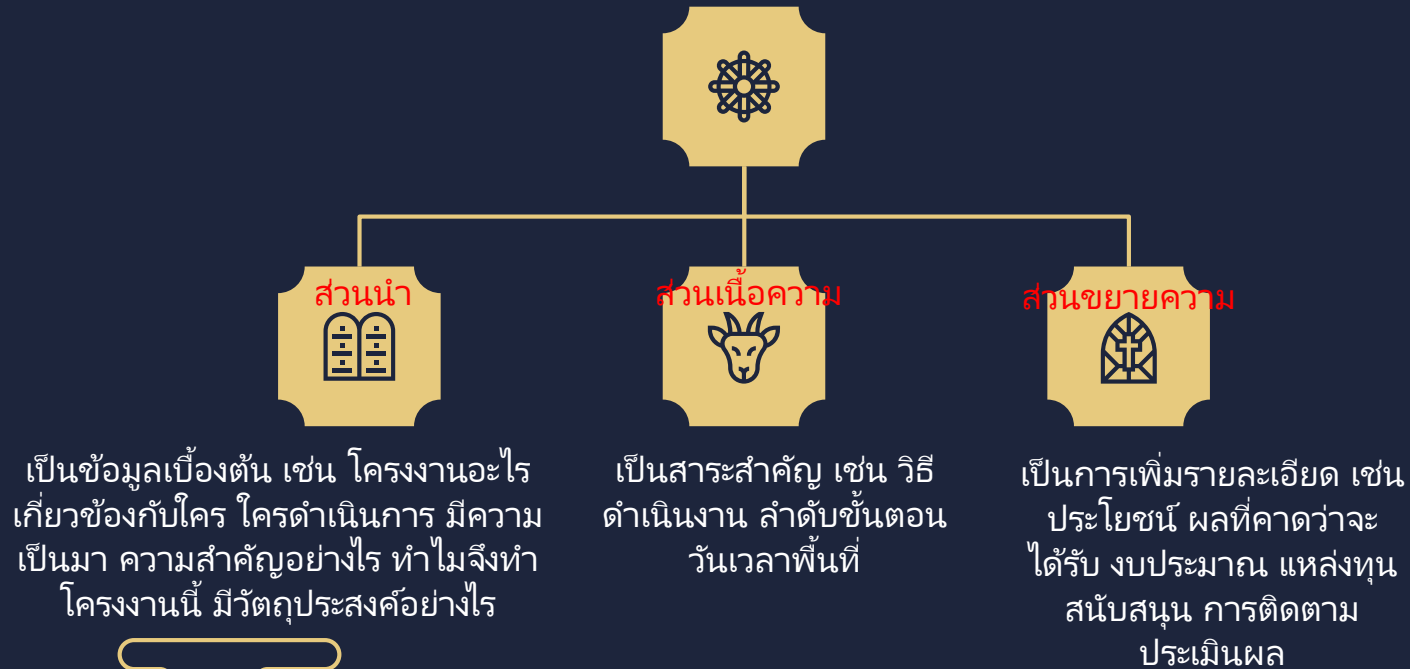 ส่วนนำ
เป็นข้อมูลเบื้องต้น เช่น โครงงานอะไร
เกี่ยวข้องกับใคร ใครดำเนินการ มีความ
เป็นมา ความสำคัญอย่างไร ทำไมจึงทำ
โครงงานนี้ มีวัตถุประสงค์อย่างไร
ส่วนเนื้อความ
เป็นสาระสำคัญ เช่น วิธี
ดำเนินงาน ลำดับขั้นตอน
วันเวลาพื้นที่
ส่วนขยายความ
เป็นการเพิ่มรายละเอียด เช่น
ประโยชน์ ผลที่คาดว่าจะ
ได้รับ งบประมาณ แหล่งทุน
สนับสนุน การติดตาม
ประเมินผล